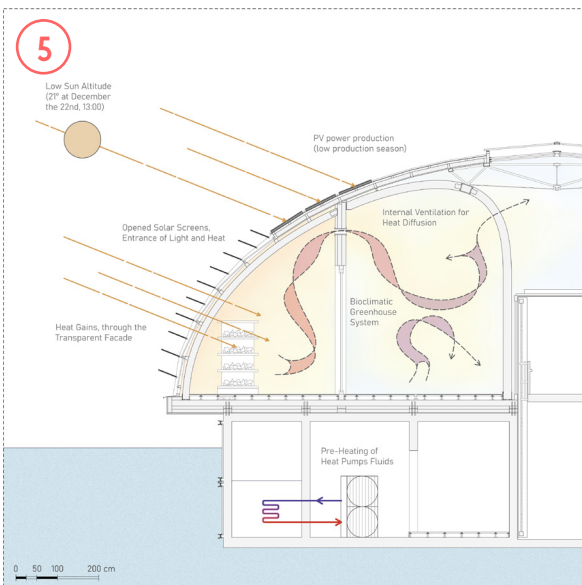 5
Low Sun Altitude
(21° at December
the 22nd, 13:00)
PV power production
(low production season)
Opened Solar Screens,
Entrance of Light and Heat
Internal Ventilation for
Heat Diffusion
Bioclimatic
Greenhouse
System
Heat Gains, through the
Transparent Facade
Pre-Heating of
Heat Pumps Fluids
0 50 100 200 cm